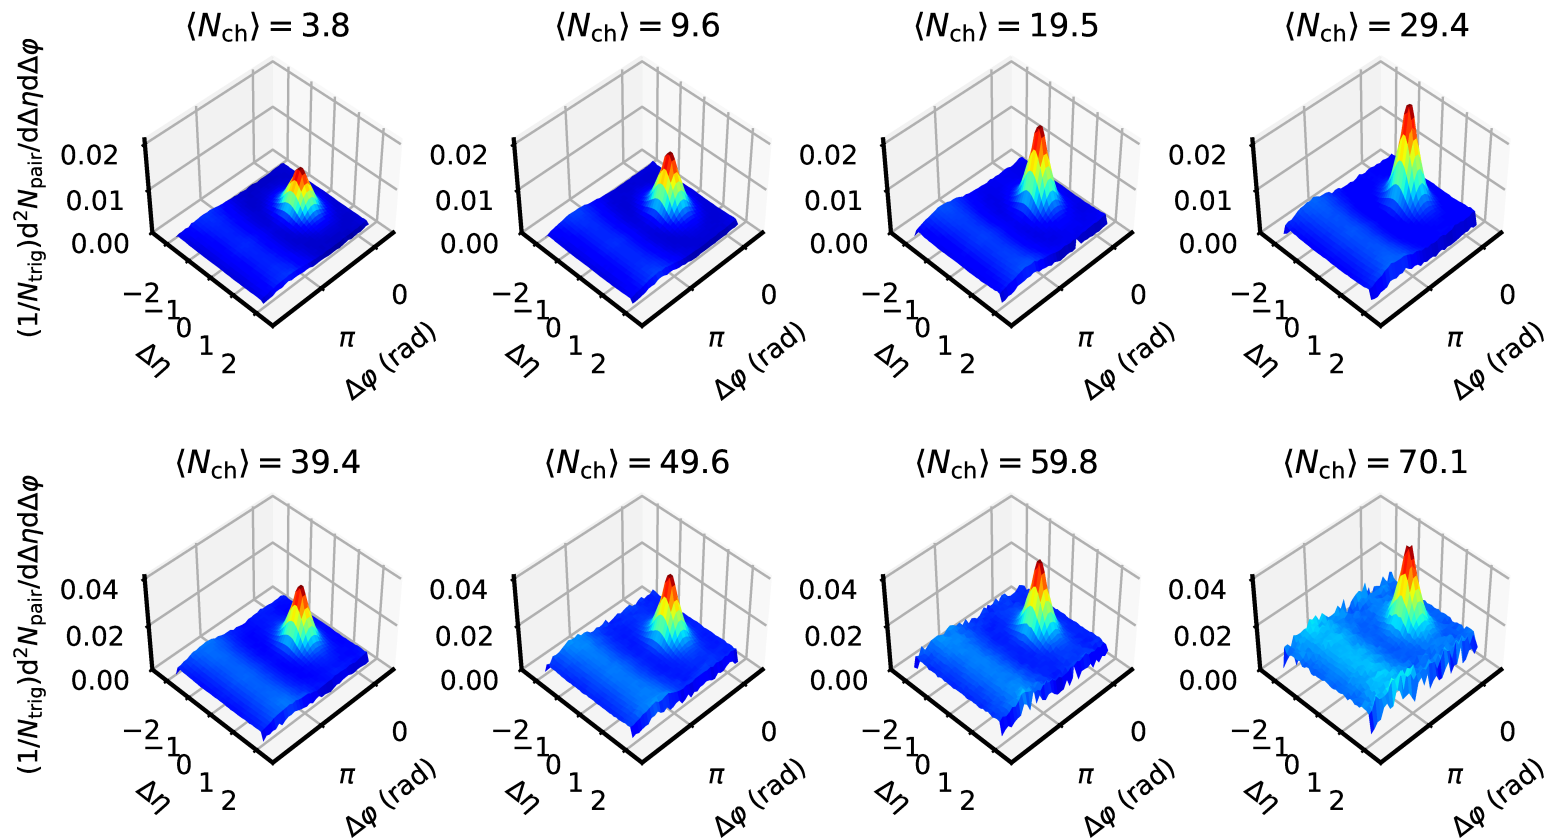 ⟨N_ch⟩ = 3.8
⟨N_ch⟩ = 9.6
⟨N_ch⟩ = 19.5
⟨N_ch⟩ = 29.4
(1/N_trig)d²N_pair/dΔηdΔφ
0.02
0.01
0.00
−2
−1
0
1
2
Δη
π
0
Δφ (rad)
0.02
0.01
0.00
−2
−1
0
1
2
Δη
π
0
Δφ (rad)
0.02
0.01
0.00
−2
−1
0
1
2
Δη
π
0
Δφ (rad)
0.02
0.01
0.00
−2
−1
0
1
2
Δη
π
0
Δφ (rad)
⟨N_ch⟩ = 39.4
⟨N_ch⟩ = 49.6
⟨N_ch⟩ = 59.8
⟨N_ch⟩ = 70.1
(1/N_trig)d²N_pair/dΔηdΔφ
0.04
0.02
0.00
−2
−1
0
1
2
Δη
π
0
Δφ (rad)
0.04
0.02
0.00
−2
−1
0
1
2
Δη
π
0
Δφ (rad)
0.04
0.02
0.00
−2
−1
0
1
2
Δη
π
0
Δφ (rad)
0.04
0.02
0.00
−2
−1
0
1
2
Δη
π
0
Δφ (rad)